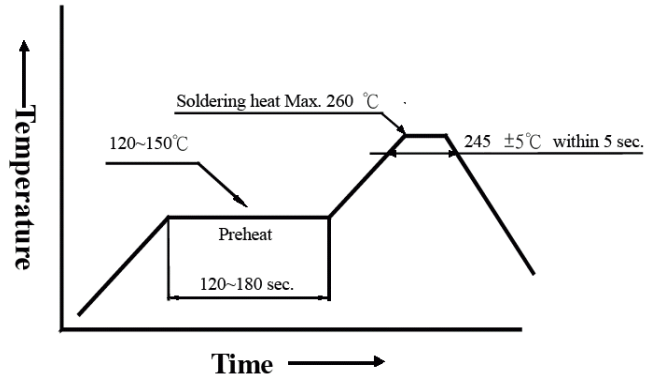 Temperature
Soldering heat Max. 260 ℃
120~150℃
245 ±5℃ within 5 sec.
Preheat
120~180 sec.
Time